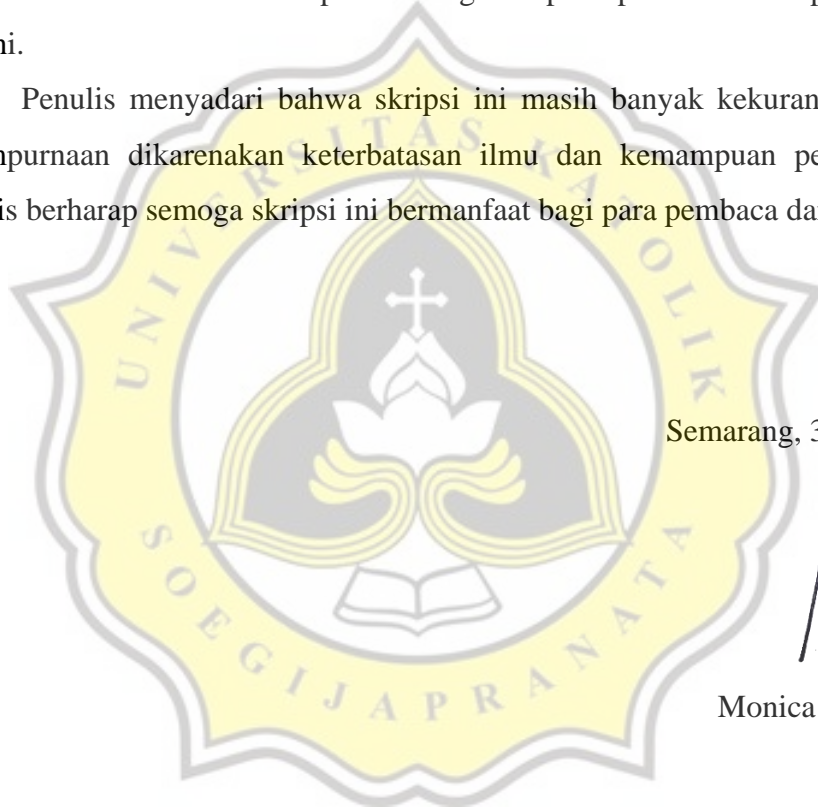 ni.
Penulis menyadari bahwa skripsi ini masih banyak kekuran
npurnaan dikarenakan keterbatasan ilmu dan kemampuan pe
is berharap semoga skripsi ini bermanfaat bagi para pembaca da
UNIVERSITAS KATOLIK
Semarang, 3
SOEGIJAPRANATA
Monica